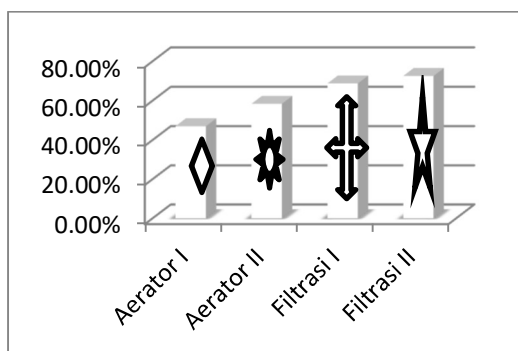 80.00%
60.00%
40.00%
20.00%
0.00%
Aerator I
Aerator II
Filtrasi I
Filtrasi II